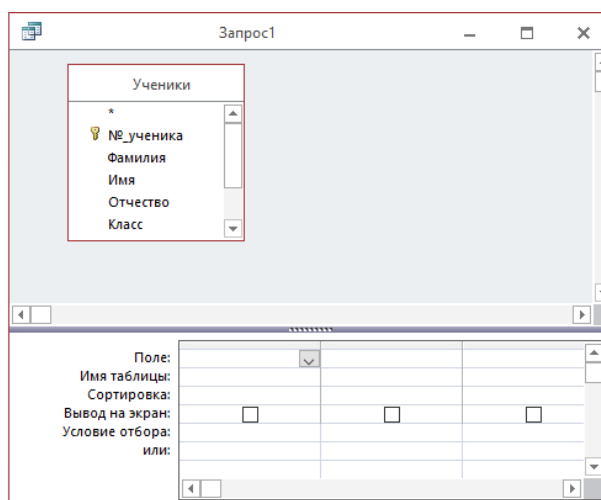 Запрос1
Ученики
*
№_ученика
Фамилия
Имя
Отчество
Класс
Поле:
Имя таблицы:
Сортировка:
Вывод на экран:
Условие отбора:
или: